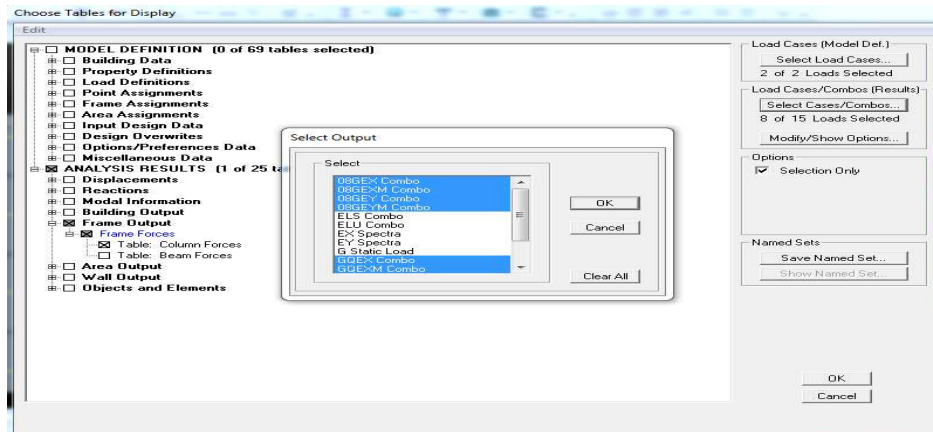 Choose Tables for Display
Edit
MODEL DEFINITION (0 of 69 tables selected)
Building Data
Property Definitions
Load Definitions
Point Assignments
Frame Assignments
Area Assignments
Input Design Data
Design Overwrites
Options/Preferences Data
Miscellaneous Data
ANALYSIS RESULTS (1 of 25 ta
Displacements
Reactions
Modal Information
Building Output
Frame Output
Frame Forces
Table: Column Forces
Table: Beam Forces
Area Output
Wall Output
Objects and Elements
Select Output
Select
08GEX Combo
08GEXM Combo
08GEY Combo
08GEYM Combo
ELS Combo
ELU Combo
EX Spectra
EY Spectra
G Static Load
GQEX Combo
GQEXM Combo
OK
Cancel
Clear All
Load Cases (Model Def.)
Select Load Cases...
2 of 2 Loads Selected
Load Cases/Combos (Results)
Select Cases/Combos...
8 of 15 Loads Selected
Modify/Show Options...
Options
Selection Only
Named Sets
Save Named Set...
Show Named Set...
OK
Cancel